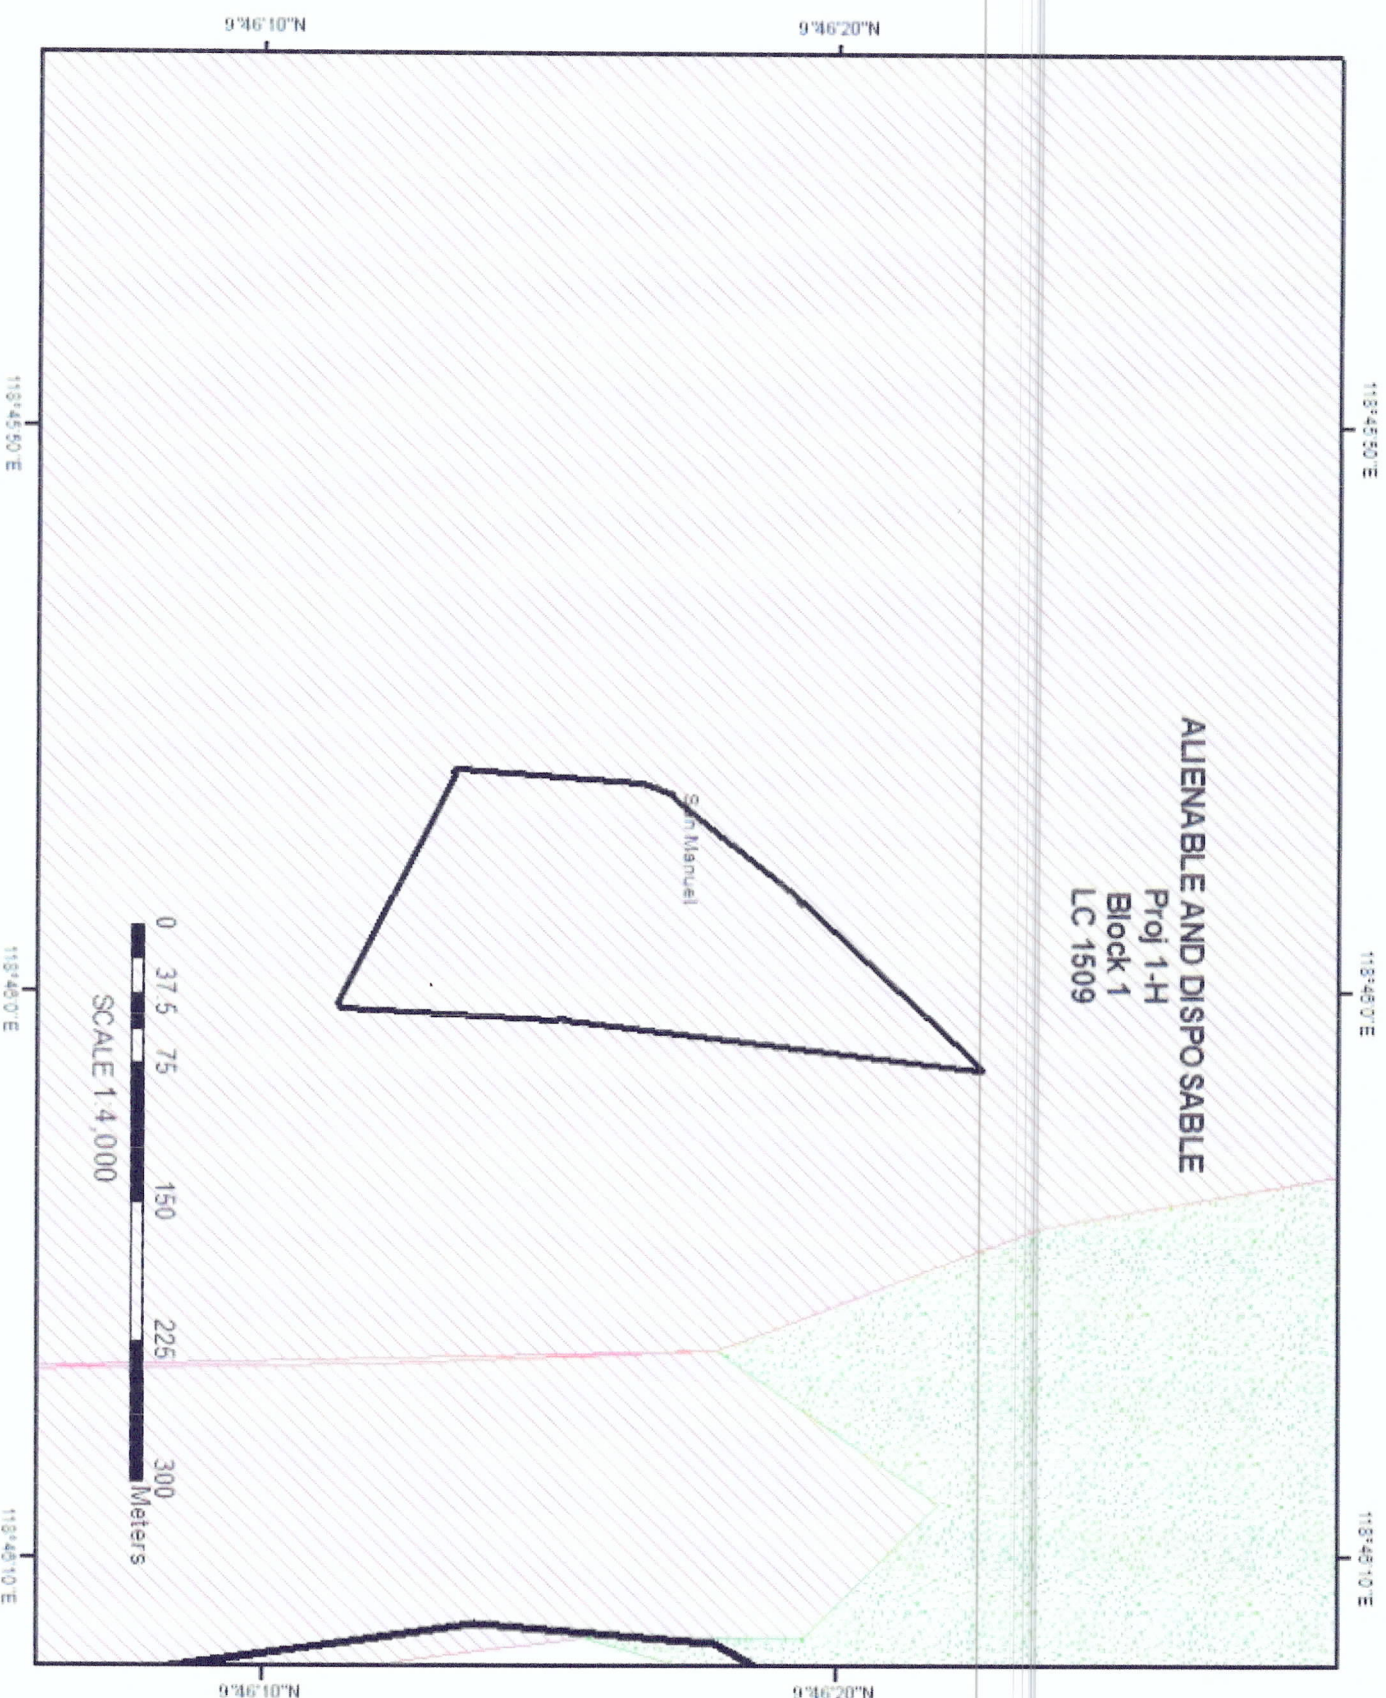 9°46'10"N
9°46'20"N
118°45'50"E
118°45'50"E
ALIENABLE AND DISPOSABLE
Proj 1-H
Block 1
LC 1509
San Manuel
118°46'0"E
118°46'0"E
0 37.5 75 150 225 300
Meters
SCALE 1:4,000
118°46'10"E
118°46'10"E
9°46'10"N
9°46'20"N